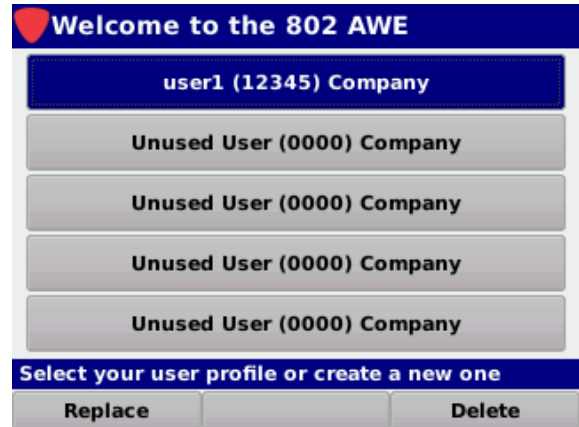 Welcome to the 802 AWE
user1 (12345) Company
Unused User (0000) Company
Unused User (0000) Company
Unused User (0000) Company
Unused User (0000) Company
Select your user profile or create a new one
Replace
Delete